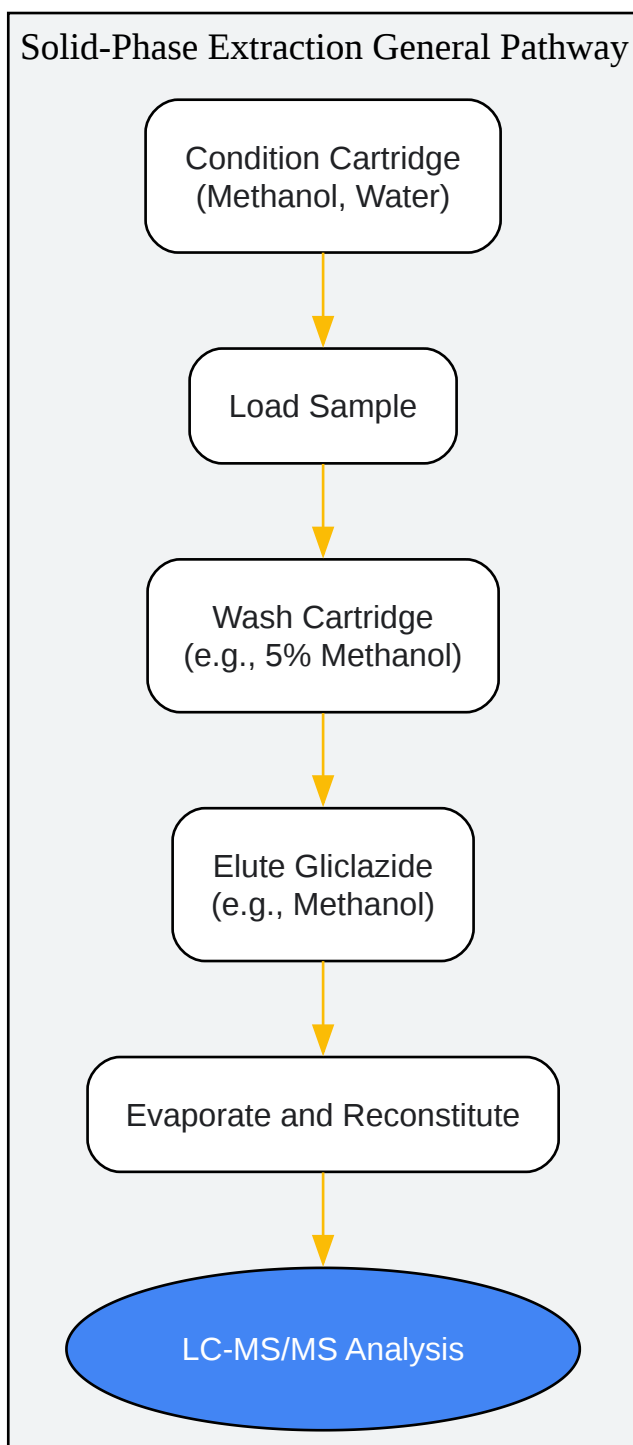 Solid-Phase Extraction General Pathway
Condition Cartridge
(Methanol, Water)
Load Sample
Wash Cartridge
(e.g., 5% Methanol)
Elute Gliclazide
(e.g., Methanol)
Evaporate and Reconstitute
LC-MS/MS Analysis